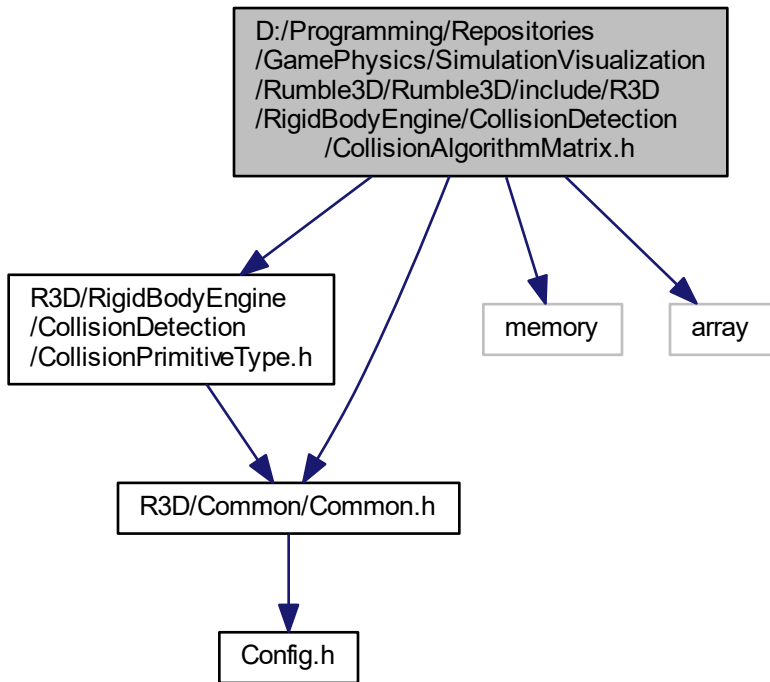 D:/Programming/Repositories
/GamePhysics/SimulationVisualization
/Rumble3D/Rumble3D/include/R3D
/RigidBodyEngine/CollisionDetection
/CollisionAlgorithmMatrix.h
R3D/RigidBodyEngine
/CollisionDetection
/CollisionPrimitiveType.h
memory
array
R3D/Common/Common.h
Config.h